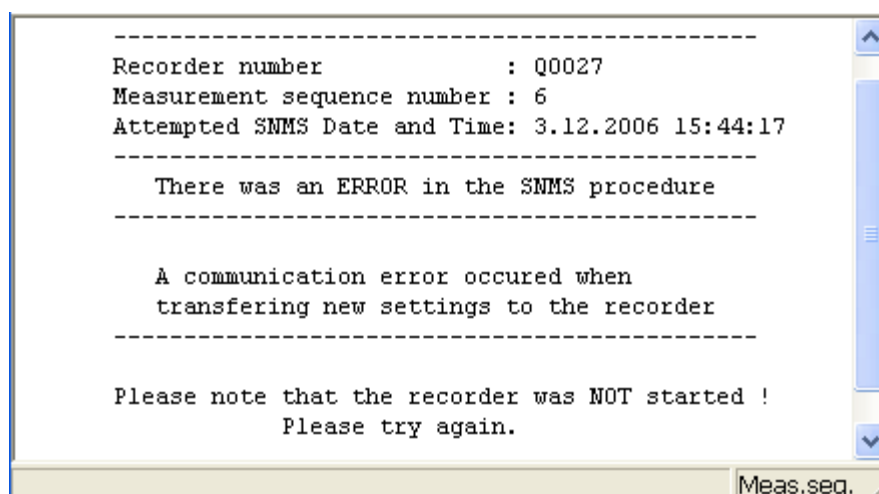 -----------------------------------------------
Recorder number : Q0027
Measurement sequence number : 6
Attempted SNMS Date and Time: 3.12.2006 15:44:17
-----------------------------------------------
There was an ERROR in the SNMS procedure
-----------------------------------------------
A communication error occured when
transfering new settings to the recorder
-----------------------------------------------
Please note that the recorder was NOT started !
Please try again.
Meas.seq.